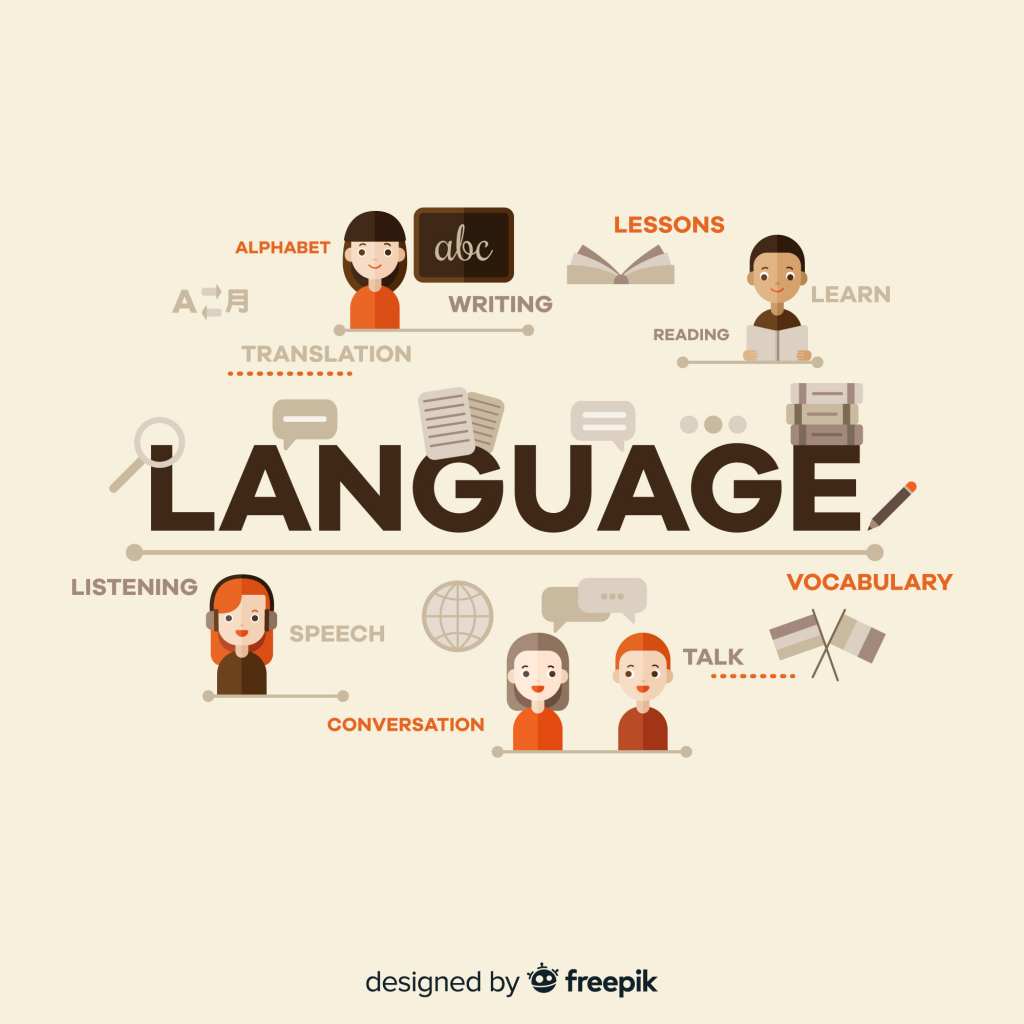 LESSONS
ALPHABET
abc
LEARN
A 月
WRITING
READING
TRANSLATION
LANGUAGE
LISTENING
VOCABULARY
SPEECH
TALK
CONVERSATION
designed by freepik